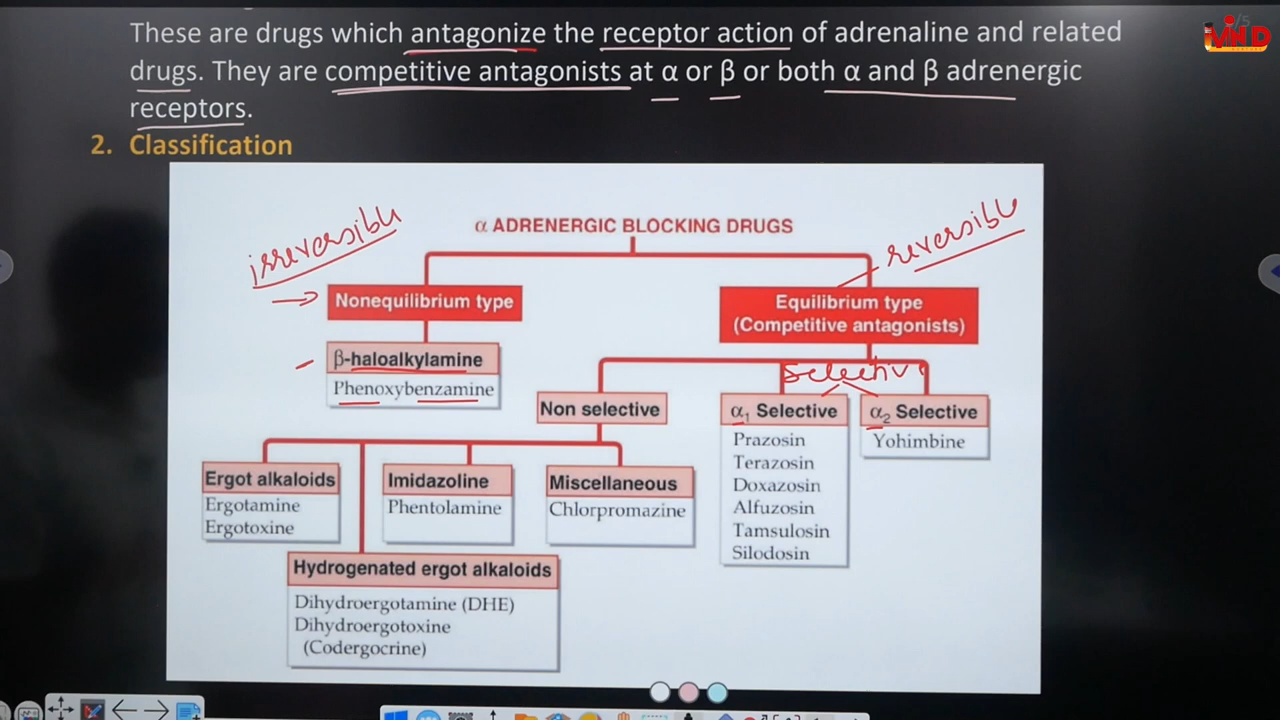 These are drugs which antagonize the receptor action of adrenaline and related
drugs. They are competitive antagonists at α or β or both α and β adrenergic
receptors.
2. Classification
α ADRENERGIC BLOCKING DRUGS
irreversible
reversible
Nonequilibrium type
Equilibrium type
(Competitive antagonists)
β-haloalkylamine
Phenoxybenzamine
selective
Non selective
α₁ Selective
Prazosin
Terazosin
Doxazosin
Alfuzosin
Tamsulosin
Silodosin
α₂ Selective
Yohimbine
Ergot alkaloids
Ergotamine
Ergotoxine
Imidazoline
Phentolamine
Miscellaneous
Chlorpromazine
Hydrogenated ergot alkaloids
Dihydroergotamine (DHE)
Dihydroergotoxine
(Codergocrine)